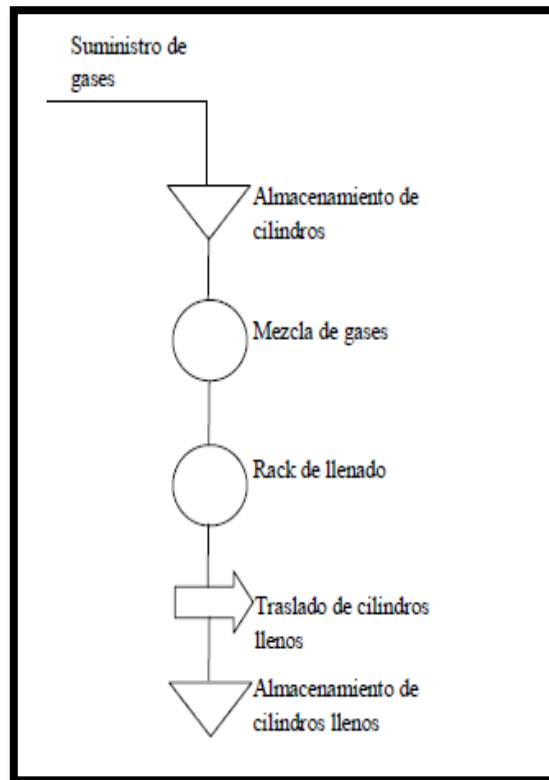 Suministro de
gases
Almacenamiento de
cilindros
Mezcla de gases
Rack de llenado
Traslado de cilindros
llenos
Almacenamiento de
cilindros llenos